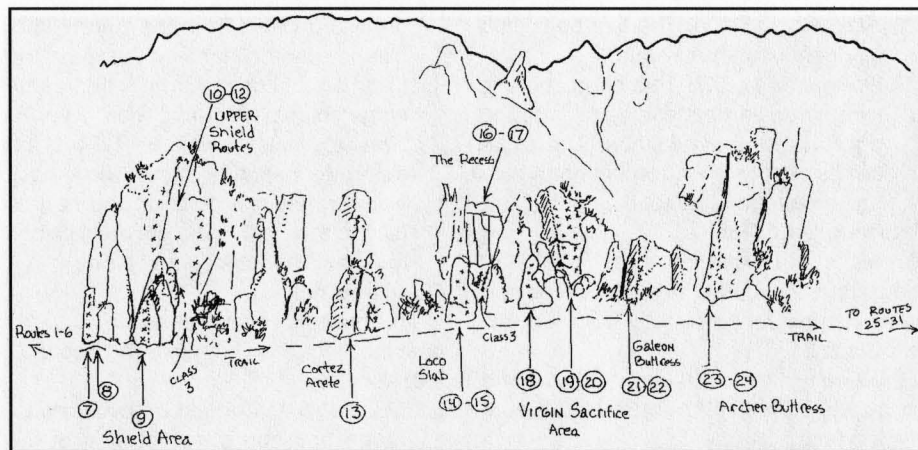 ⑩-⑫
UPPER
Shield
Routes
⑯-⑰
The Recess
Routes 1-6
⑦
⑧
⑨
CLASS
3
TRAIL
Shield Area
Cortez
Arete
⑬
LOCO
Slab
⑭-⑮
Class3
⑱
⑲-⑳
VIRGIN SACRIFICE
Area
Galeon
Buttress
㉑-㉒
㉓-㉔
Archer Buttress
TRAIL
TO ROUTES
25-31